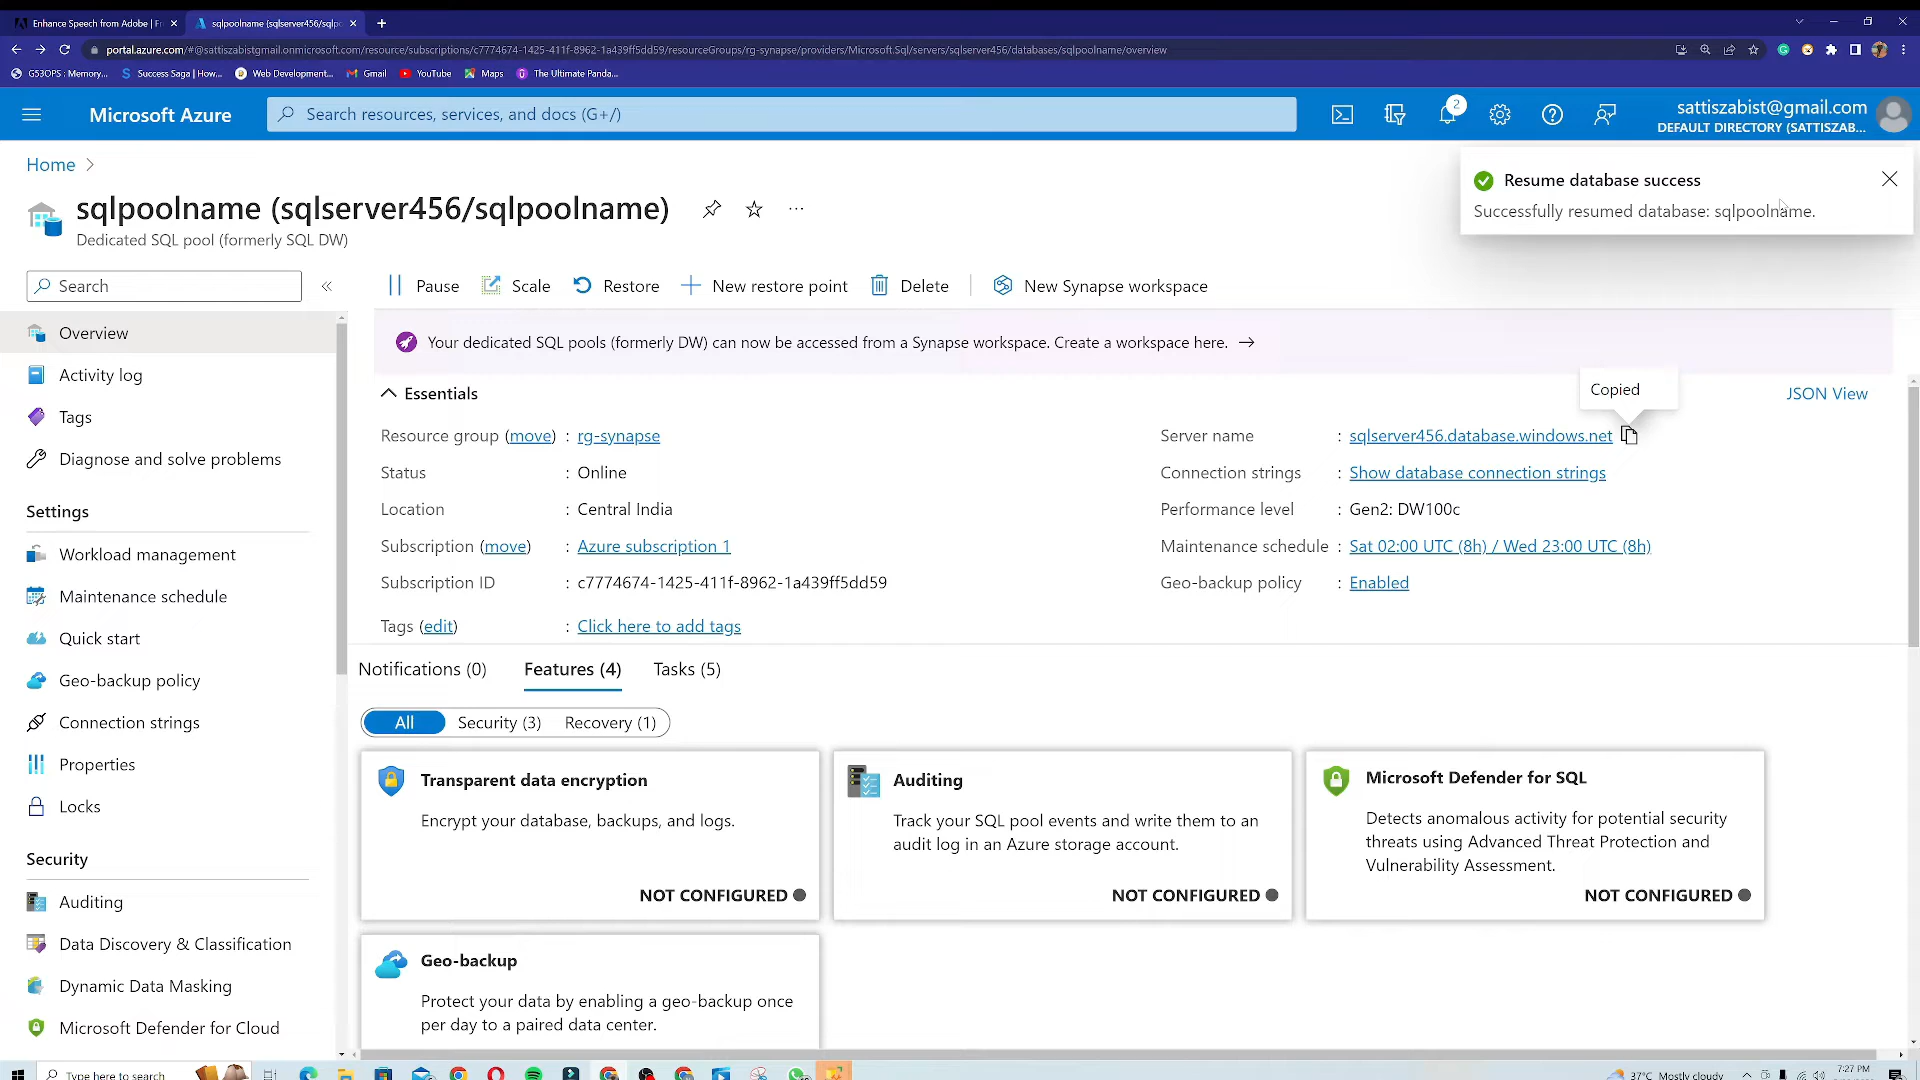 Enhance Speech from Adobe | Fr
sqlpoolname (sqlserver456/sqlpo
portal.azure.com/#@sattiszabistgmail.onmicrosoft.com/resource/subscriptions/c7774674-1425-411f-8962-1a439ff5dd59/resourceGroups/rg-synapse/providers/Microsoft.Sql/servers/sqlserver456/databases/sqlpoolname/overview
G53OPS : Memory...
Success Saga | How...
Web Development...
Gmail
YouTube
Maps
The Ultimate Panda...
Microsoft Azure
Search resources, services, and docs (G+/)
2
sattiszabist@gmail.com
DEFAULT DIRECTORY (SATTISZAB...
Home
Resume database success
Successfully resumed database: sqlpoolname.
sqlpoolname (sqlserver456/sqlpoolname)
Dedicated SQL pool (formerly SQL DW)
Search
Pause
Scale
Restore
New restore point
Delete
New Synapse workspace
Your dedicated SQL pools (formerly DW) can now be accessed from a Synapse workspace. Create a workspace here.
Overview
Activity log
Tags
Diagnose and solve problems
Settings
Workload management
Maintenance schedule
Quick start
Geo-backup policy
Connection strings
Properties
Locks
Security
Auditing
Data Discovery & Classification
Dynamic Data Masking
Microsoft Defender for Cloud
Essentials
Copied
JSON View
Resource group (move) : rg-synapse
Status : Online
Location : Central India
Subscription (move) : Azure subscription 1
Subscription ID : c7774674-1425-411f-8962-1a439ff5dd59
Tags (edit) : Click here to add tags
Server name : sqlserver456.database.windows.net
Connection strings : Show database connection strings
Performance level : Gen2: DW100c
Maintenance schedule : Sat 02:00 UTC (8h) / Wed 23:00 UTC (8h)
Geo-backup policy : Enabled
Notifications (0)
Features (4)
Tasks (5)
All
Security (3)
Recovery (1)
Transparent data encryption
Encrypt your database, backups, and logs.
NOT CONFIGURED
Auditing
Track your SQL pool events and write them to an
audit log in an Azure storage account.
NOT CONFIGURED
Microsoft Defender for SQL
Detects anomalous activity for potential security
threats using Advanced Threat Protection and
Vulnerability Assessment.
NOT CONFIGURED
Geo-backup
Protect your data by enabling a geo-backup once
per day to a paired data center.
Type here to search
37°C Mostly cloudy
7:27 PM